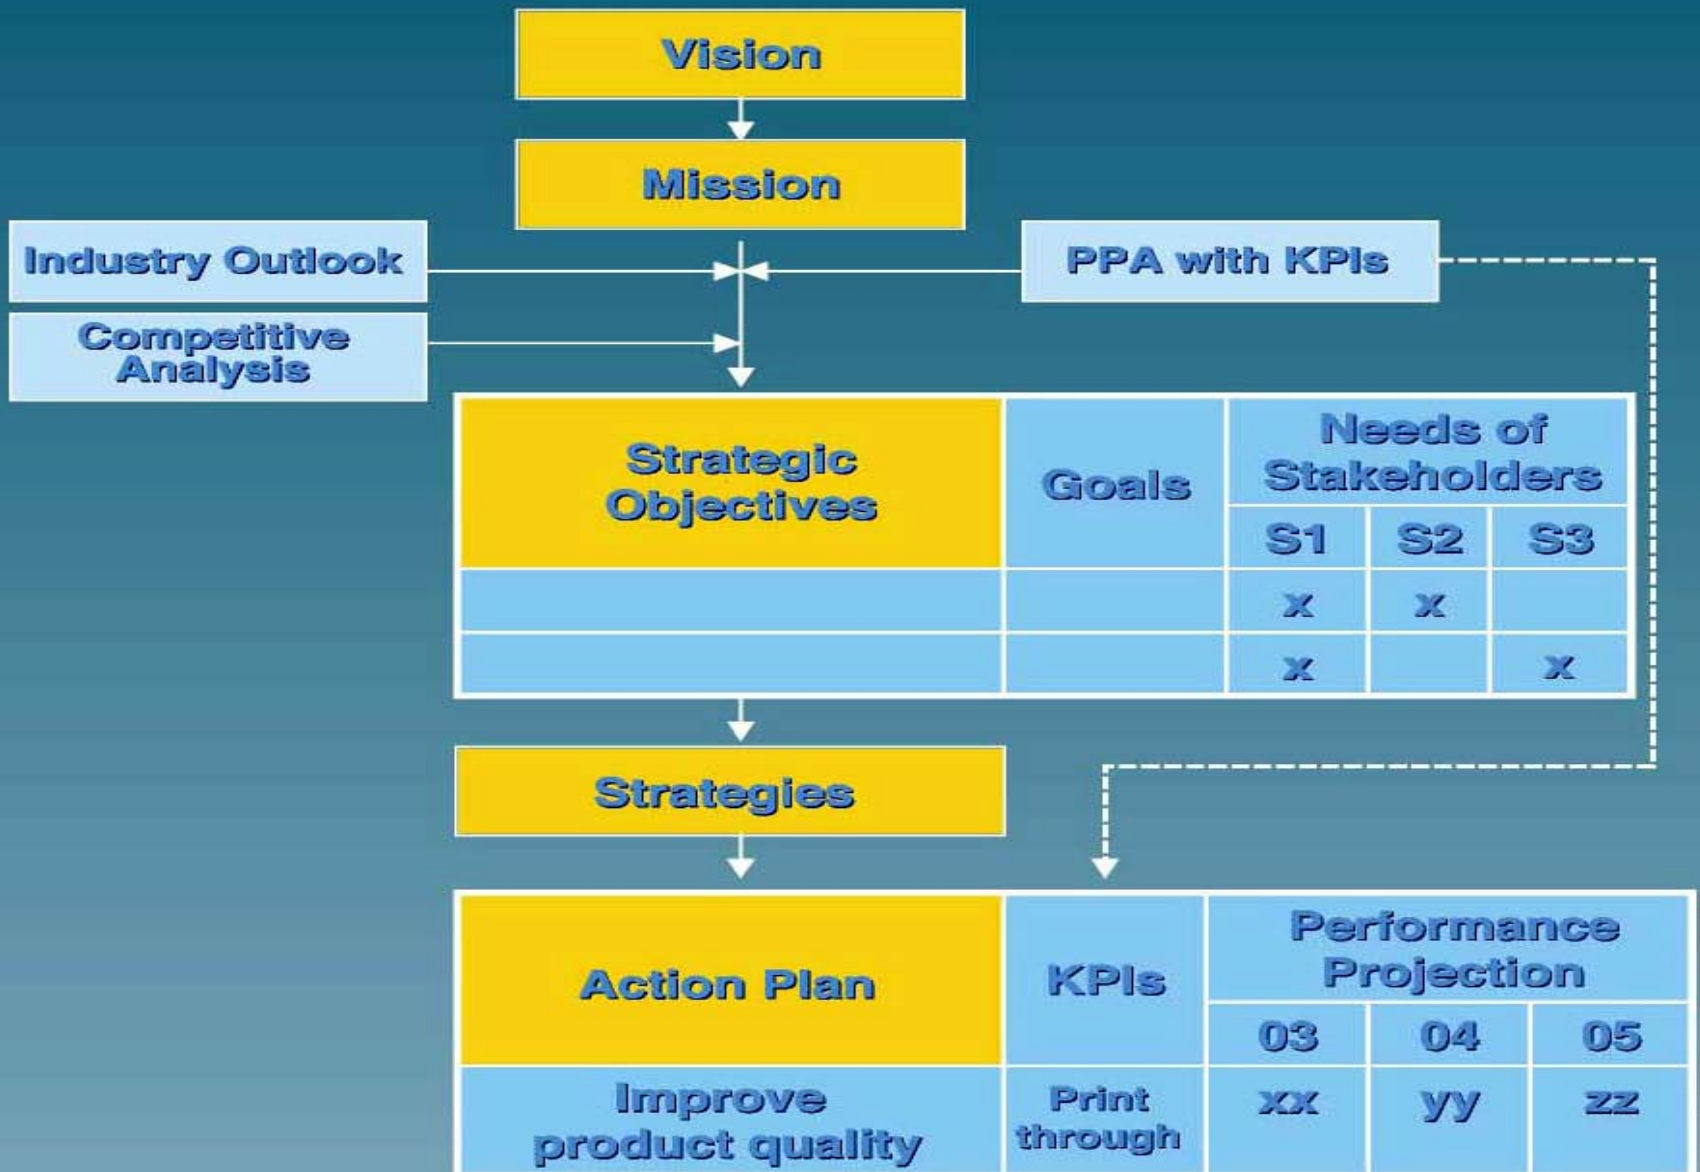 Vision
Mission
Industry Outlook
PPA with KPIs
Competitive
Analysis
Strategic
Objectives
Goals
Needs of
Stakeholders
S1 S2 S3
x x
x x
Strategies
Action Plan
KPIs
Performance
Projection
03 04 05
Improve
product quality
Print
through
xx yy zz